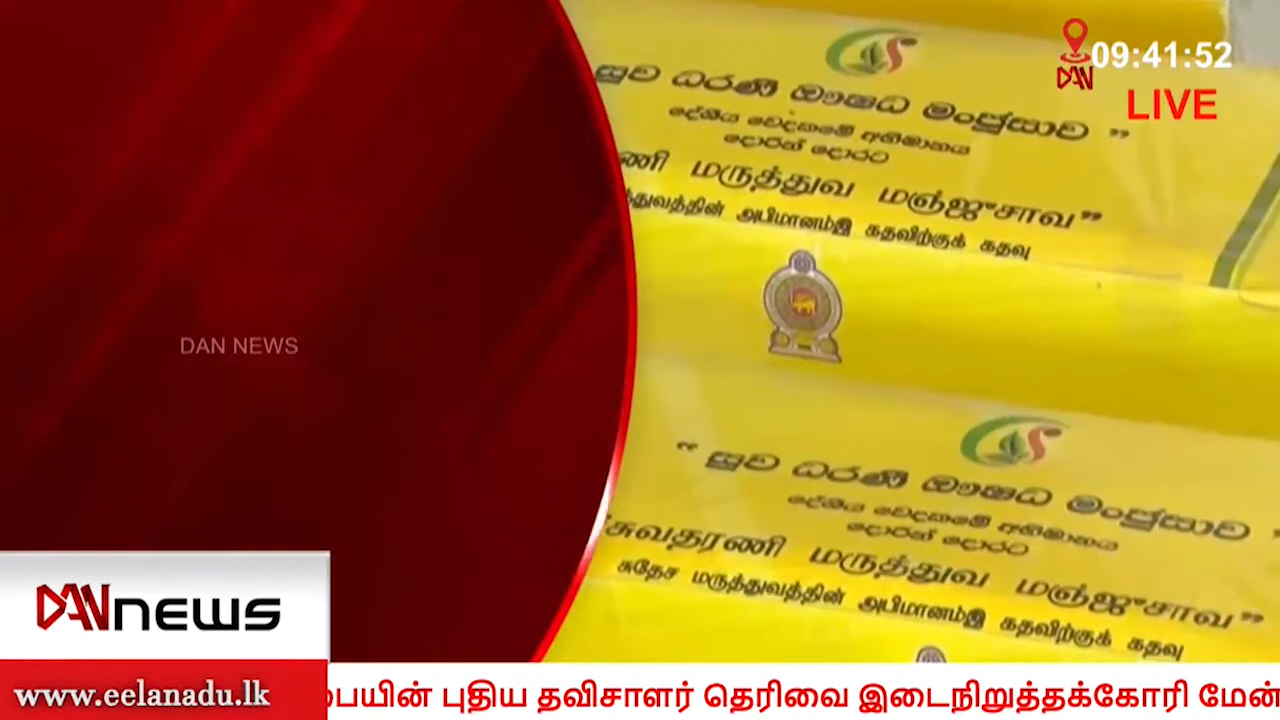 09:41:52
DAN
LIVE
සුව ධරණී ඖෂධ මංජුසාව ”
දේශීය වෙදකමේ අභිමානය
දොරින් දොරට
ணி மருத்துவ மஞ்ஜுசாவ”
த்துவத்தின் அபிமானம்இ கதவிற்குக் கதவு
“ සුව ධරණී ඖෂධ මංජුසාව ”
දේශීය වෙදකමේ අභිමානය
දොරින් දොරට
“சுவதரணி மருத்துவ மஞ்ஜுசாவ”
சுதேச மருத்துவத்தின் அபிமானம்இ கதவிற்குக் கதவு
DAN NEWS
DAN news
www.eelanadu.lk
பையின் புதிய தவிசாளர் தெரிவை இடைநிறுத்தக்கோரி மேன்